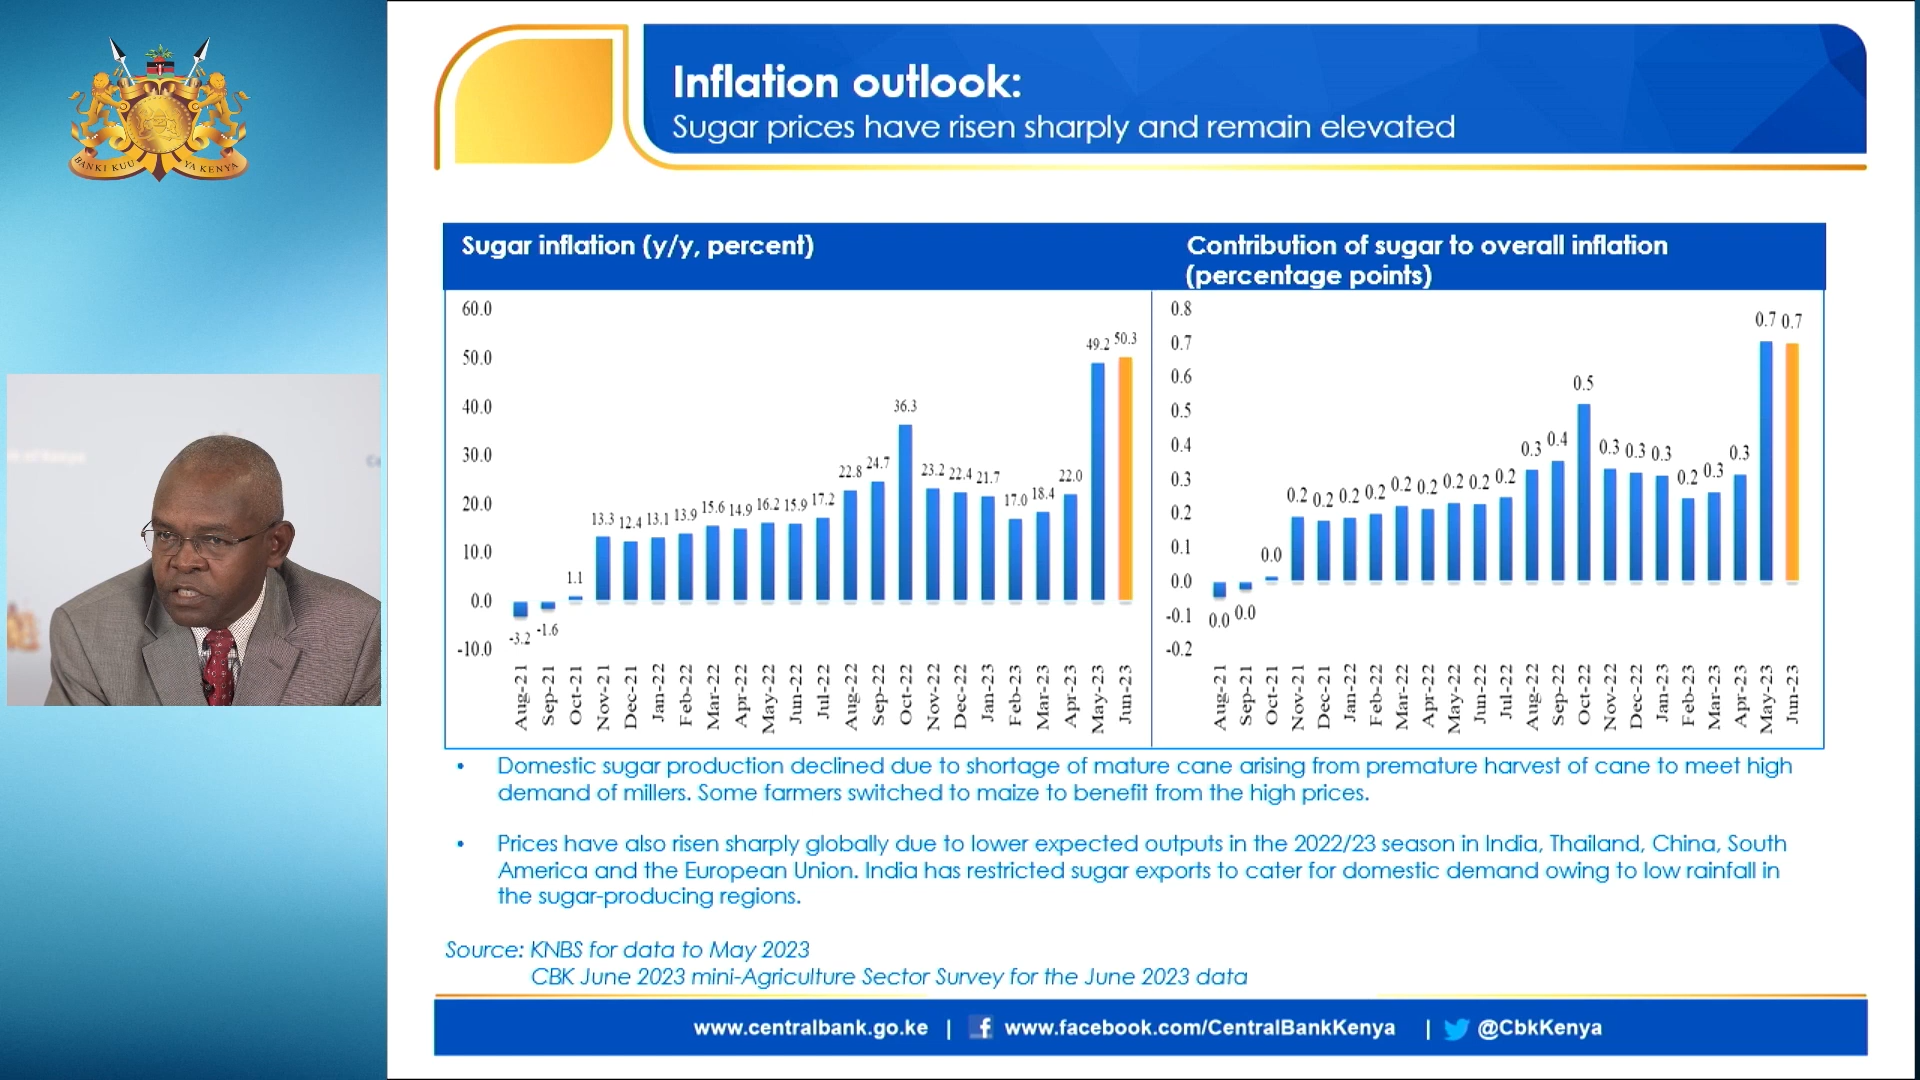 BANKI KUU YA KENYA
Inflation outlook:
Sugar prices have risen sharply and remain elevated
Sugar inflation (y/y, percent)
60.0
50.0
40.0
30.0
20.0
10.0
0.0
-10.0
-3.2 -1.6 1.1 13.3 12.4 13.1 13.9 15.6 14.9 16.2 15.9 17.2 22.8 24.7 36.3 23.2 22.4 21.7 17.0 18.4 22.0 49.2 50.3
Aug-21 Sep-21 Oct-21 Nov-21 Dec-21 Jan-22 Feb-22 Mar-22 Apr-22 May-22 Jun-22 Jul-22 Aug-22 Sep-22 Oct-22 Nov-22 Dec-22 Jan-23 Feb-23 Mar-23 Apr-23 May-23 Jun-23
Contribution of sugar to overall inflation
(percentage points)
0.8
0.7
0.6
0.5
0.4
0.3
0.2
0.1
0.0
-0.1
-0.2
0.0 0.0 0.0 0.2 0.2 0.2 0.2 0.2 0.2 0.2 0.2 0.2 0.3 0.4 0.5 0.3 0.3 0.3 0.2 0.3 0.3 0.7 0.7
Aug-21 Sep-21 Oct-21 Nov-21 Dec-21 Jan-22 Feb-22 Mar-22 Apr-22 May-22 Jun-22 Jul-22 Aug-22 Sep-22 Oct-22 Nov-22 Dec-22 Jan-23 Feb-23 Mar-23 Apr-23 May-23 Jun-23
• Domestic sugar production declined due to shortage of mature cane arising from premature harvest of cane to meet high
demand of millers. Some farmers switched to maize to benefit from the high prices.
• Prices have also risen sharply globally due to lower expected outputs in the 2022/23 season in India, Thailand, China, South
America and the European Union. India has restricted sugar exports to cater for domestic demand owing to low rainfall in
the sugar-producing regions.
Source: KNBS for data to May 2023
CBK June 2023 mini-Agriculture Sector Survey for the June 2023 data
www.centralbank.go.ke | www.facebook.com/CentralBankKenya | @CbkKenya